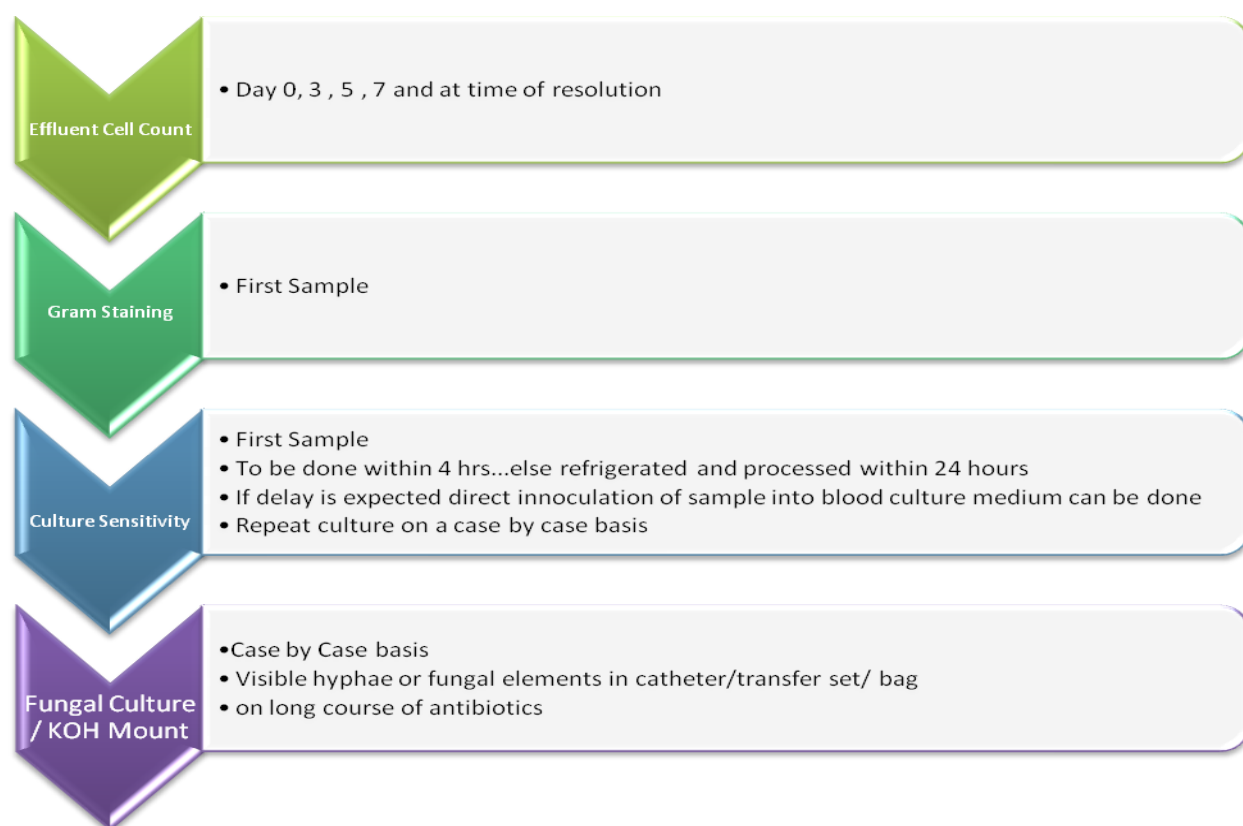 Effluent Cell Count
• Day 0, 3 , 5 , 7 and at time of resolution
Gram Staining
• First Sample
Culture Sensitivity
• First Sample
• To be done within 4 hrs...else refrigerated and processed within 24 hours
• If delay is expected direct innoculation of sample into blood culture medium can be done
• Repeat culture on a case by case basis
Fungal Culture
/ KOH Mount
•Case by Case basis
• Visible hyphae or fungal elements in catheter/transfer set/ bag
• on long course of antibiotics